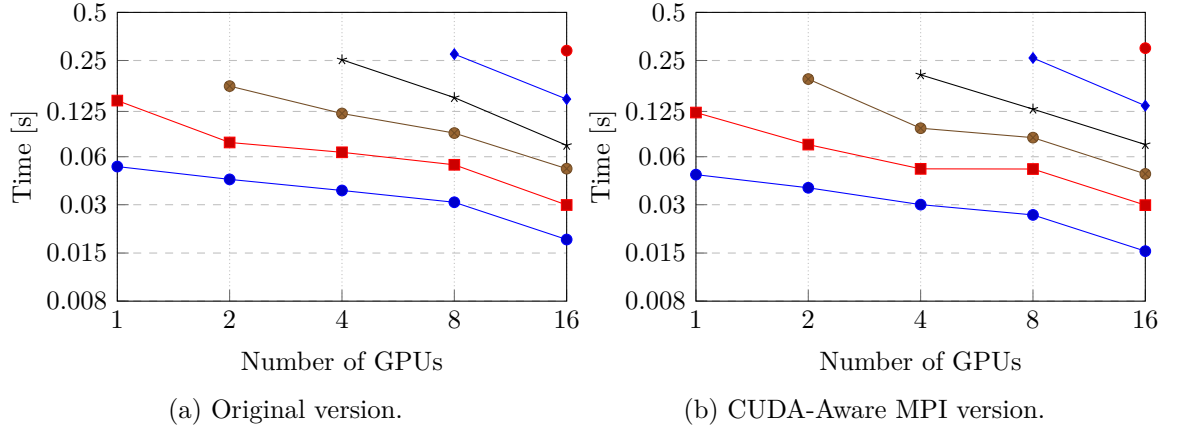 0.5
0.25
0.125
0.06
0.03
0.015
0.008
Time [s]
1 2 4 8 16
Number of GPUs
(a) Original version.
0.5
0.25
0.125
0.06
0.03
0.015
0.008
Time [s]
1 2 4 8 16
Number of GPUs
(b) CUDA-Aware MPI version.